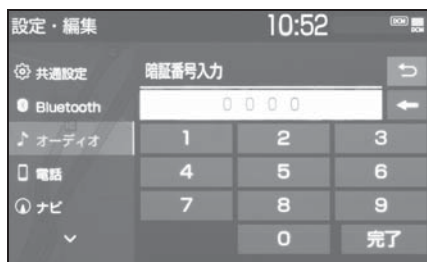 設定・編集 10:52
共通設定
Bluetooth
オーディオ
電話
ナビ
暗証番号入力
0 0 0 0
1 2 3
4 5 6
7 8 9
0 完了